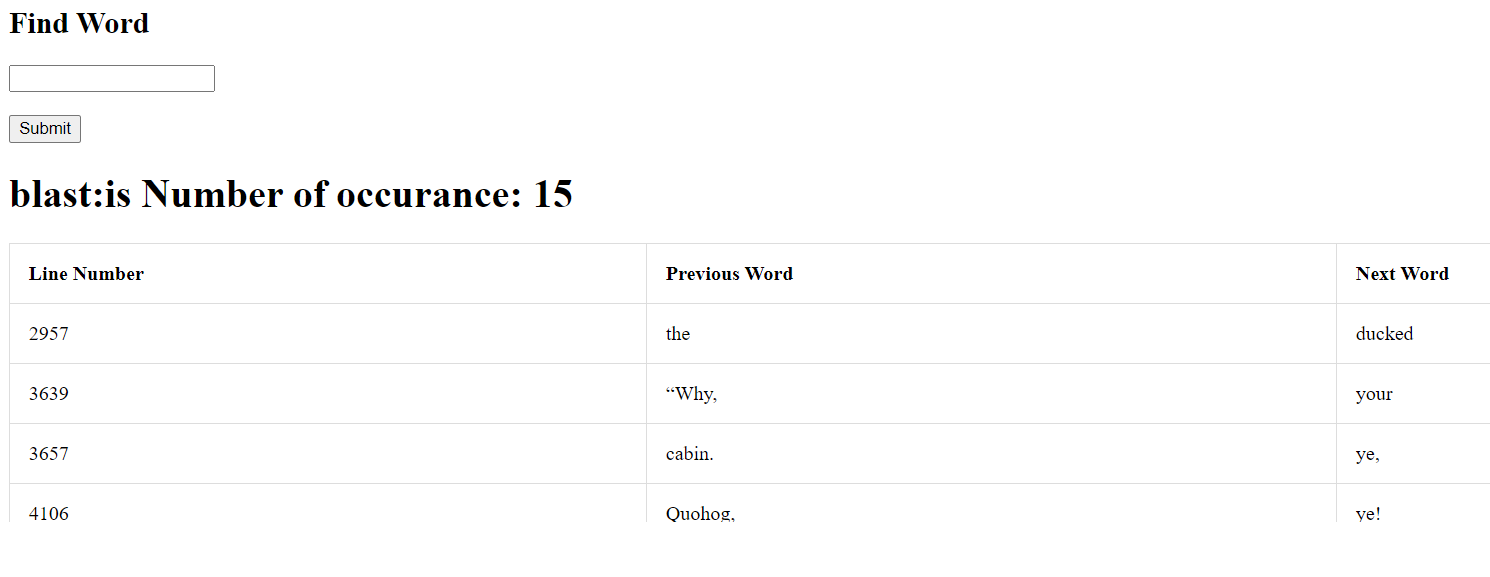 Find Word
Submit
blast:is Number of occurance: 15
Line Number Previous Word Next Word
2957 the ducked
3639 “Why, your
3657 cabin. ye,
4106 Quohog, ye!